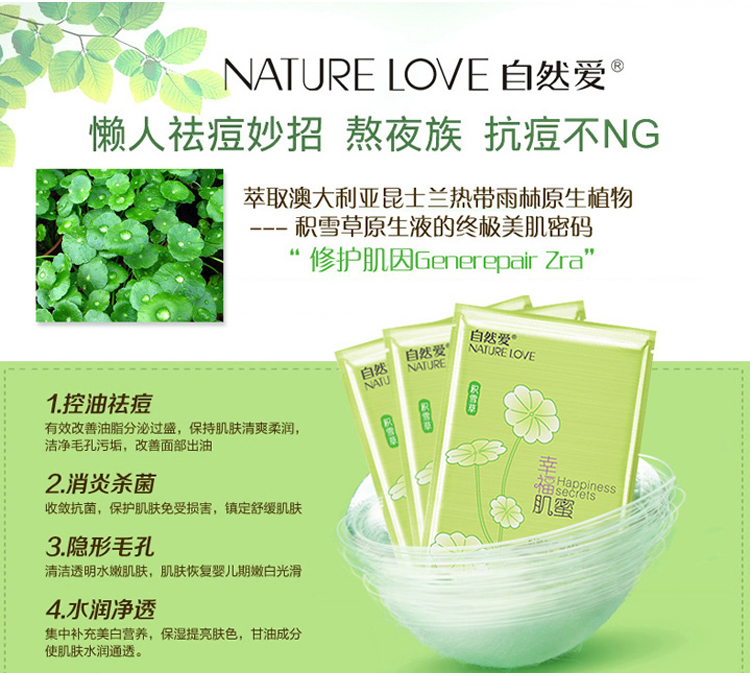 NATURE LOVE 自然爱®
懒人祛痘妙招 熬夜族 抗痘不NG
萃取澳大利亚昆士兰热带雨林原生植物
--- 积雪草原生液的终极美肌密码
“ 修护肌因Generepair Zra”
1.控油祛痘
有效改善油脂分泌过盛，保持肌肤清爽柔润，
洁净毛孔污垢，改善面部出油
2.消炎杀菌
收敛抗菌，保护肌肤免受损害，镇定舒缓肌肤
3.隐形毛孔
清洁透明水嫩肌肤，肌肤恢复婴儿期嫩白光滑
4.水润净透
集中补充美白营养，保湿提亮肤色，甘油成分
使肌肤水润通透。
自然爱
NATU
积雪草
自然爱®
NATURE
积雪草
自然爱®
NATURE LOVE
积雪草
幸福
Happiness
secrets
肌蜜